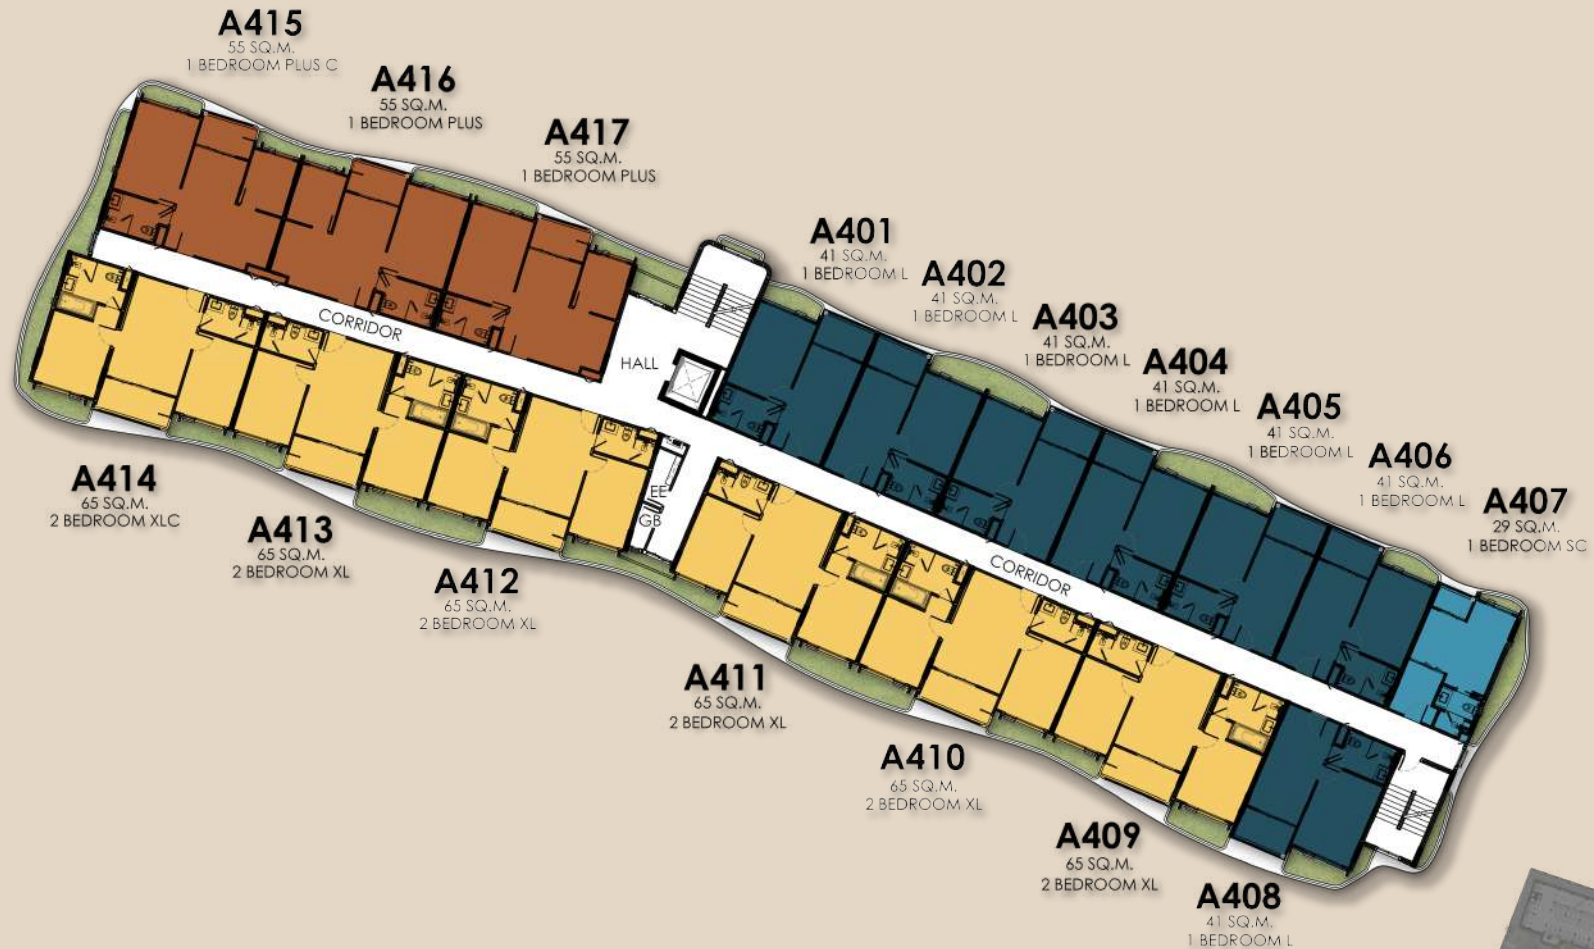 A415
55 SQ.M.
1 BEDROOM PLUS C
A416
55 SQ.M.
1 BEDROOM PLUS
A417
55 SQ.M.
1 BEDROOM PLUS
A401
41 SQ.M.
1 BEDROOM L
A402
41 SQ.M.
1 BEDROOM L
A403
41 SQ.M.
1 BEDROOM L
A404
41 SQ.M.
1 BEDROOM L
A405
41 SQ.M.
1 BEDROOM L
A406
41 SQ.M.
1 BEDROOM L
A407
29 SQ.M.
1 BEDROOM SC
CORRIDOR
HALL
EE
GB
CORRIDOR
A414
65 SQ.M.
2 BEDROOM XLC
A413
65 SQ.M.
2 BEDROOM XL
A412
65 SQ.M.
2 BEDROOM XL
A411
65 SQ.M.
2 BEDROOM XL
A410
65 SQ.M.
2 BEDROOM XL
A409
65 SQ.M.
2 BEDROOM XL
A408
41 SQ.M.
1 BEDROOM L